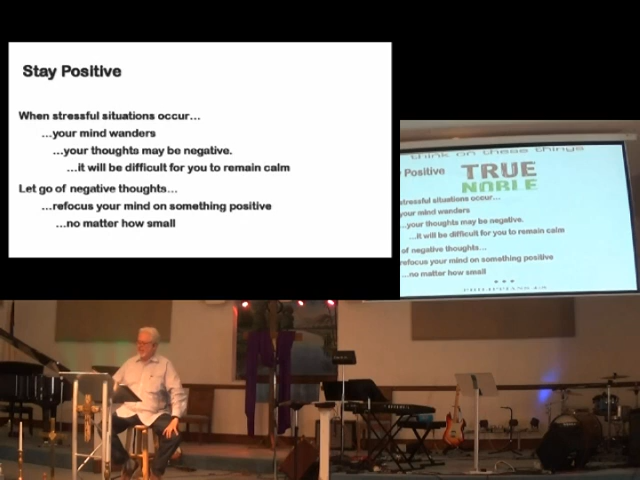 Stay Positive
When stressful situations occur...
...your mind wanders
...your thoughts may be negative.
...it will be difficult for you to remain calm
Let go of negative thoughts...
...refocus your mind on something positive
...no matter how small
think on these things
Positive
TRUE
NOBLE
stressful situations occur...
your mind wanders
...your thoughts may be negative.
...it will be difficult for you to remain calm
of negative thoughts...
refocus your mind on something positive
...no matter how small
PHILIPPIANS 4:8